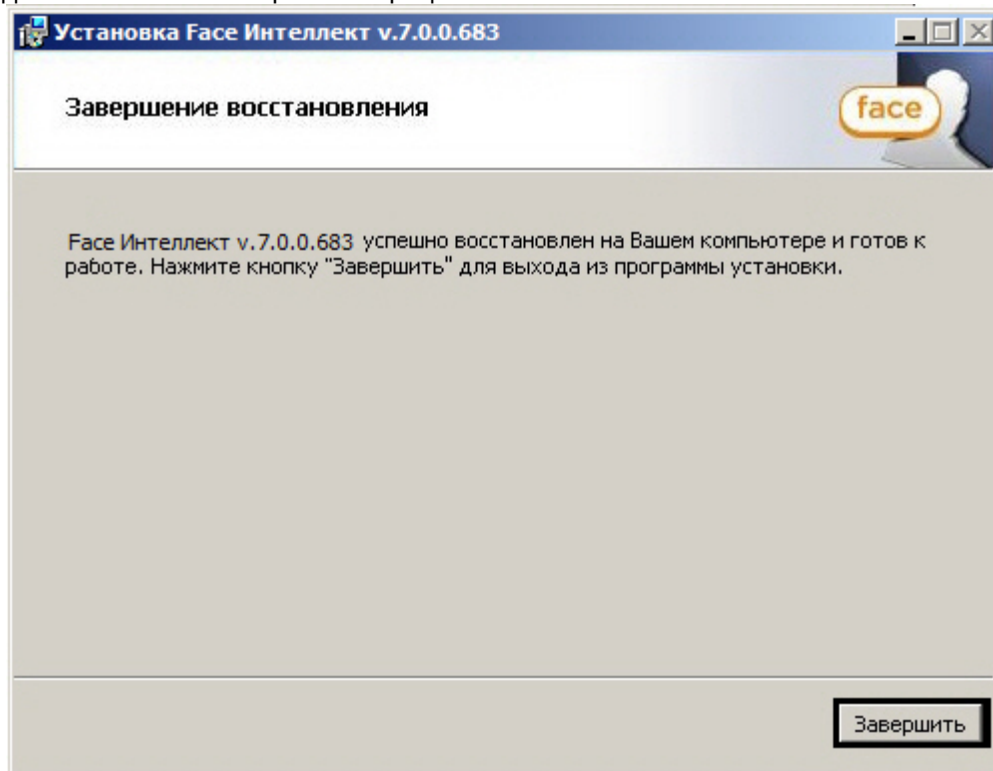 Установка Face Интеллект v.7.0.0.683
Завершение восстановления
face
Face Интеллект v.7.0.0.683 успешно восстановлен на Вашем компьютере и готов к
работе. Нажмите кнопку "Завершить" для выхода из программы установки.
Завершить